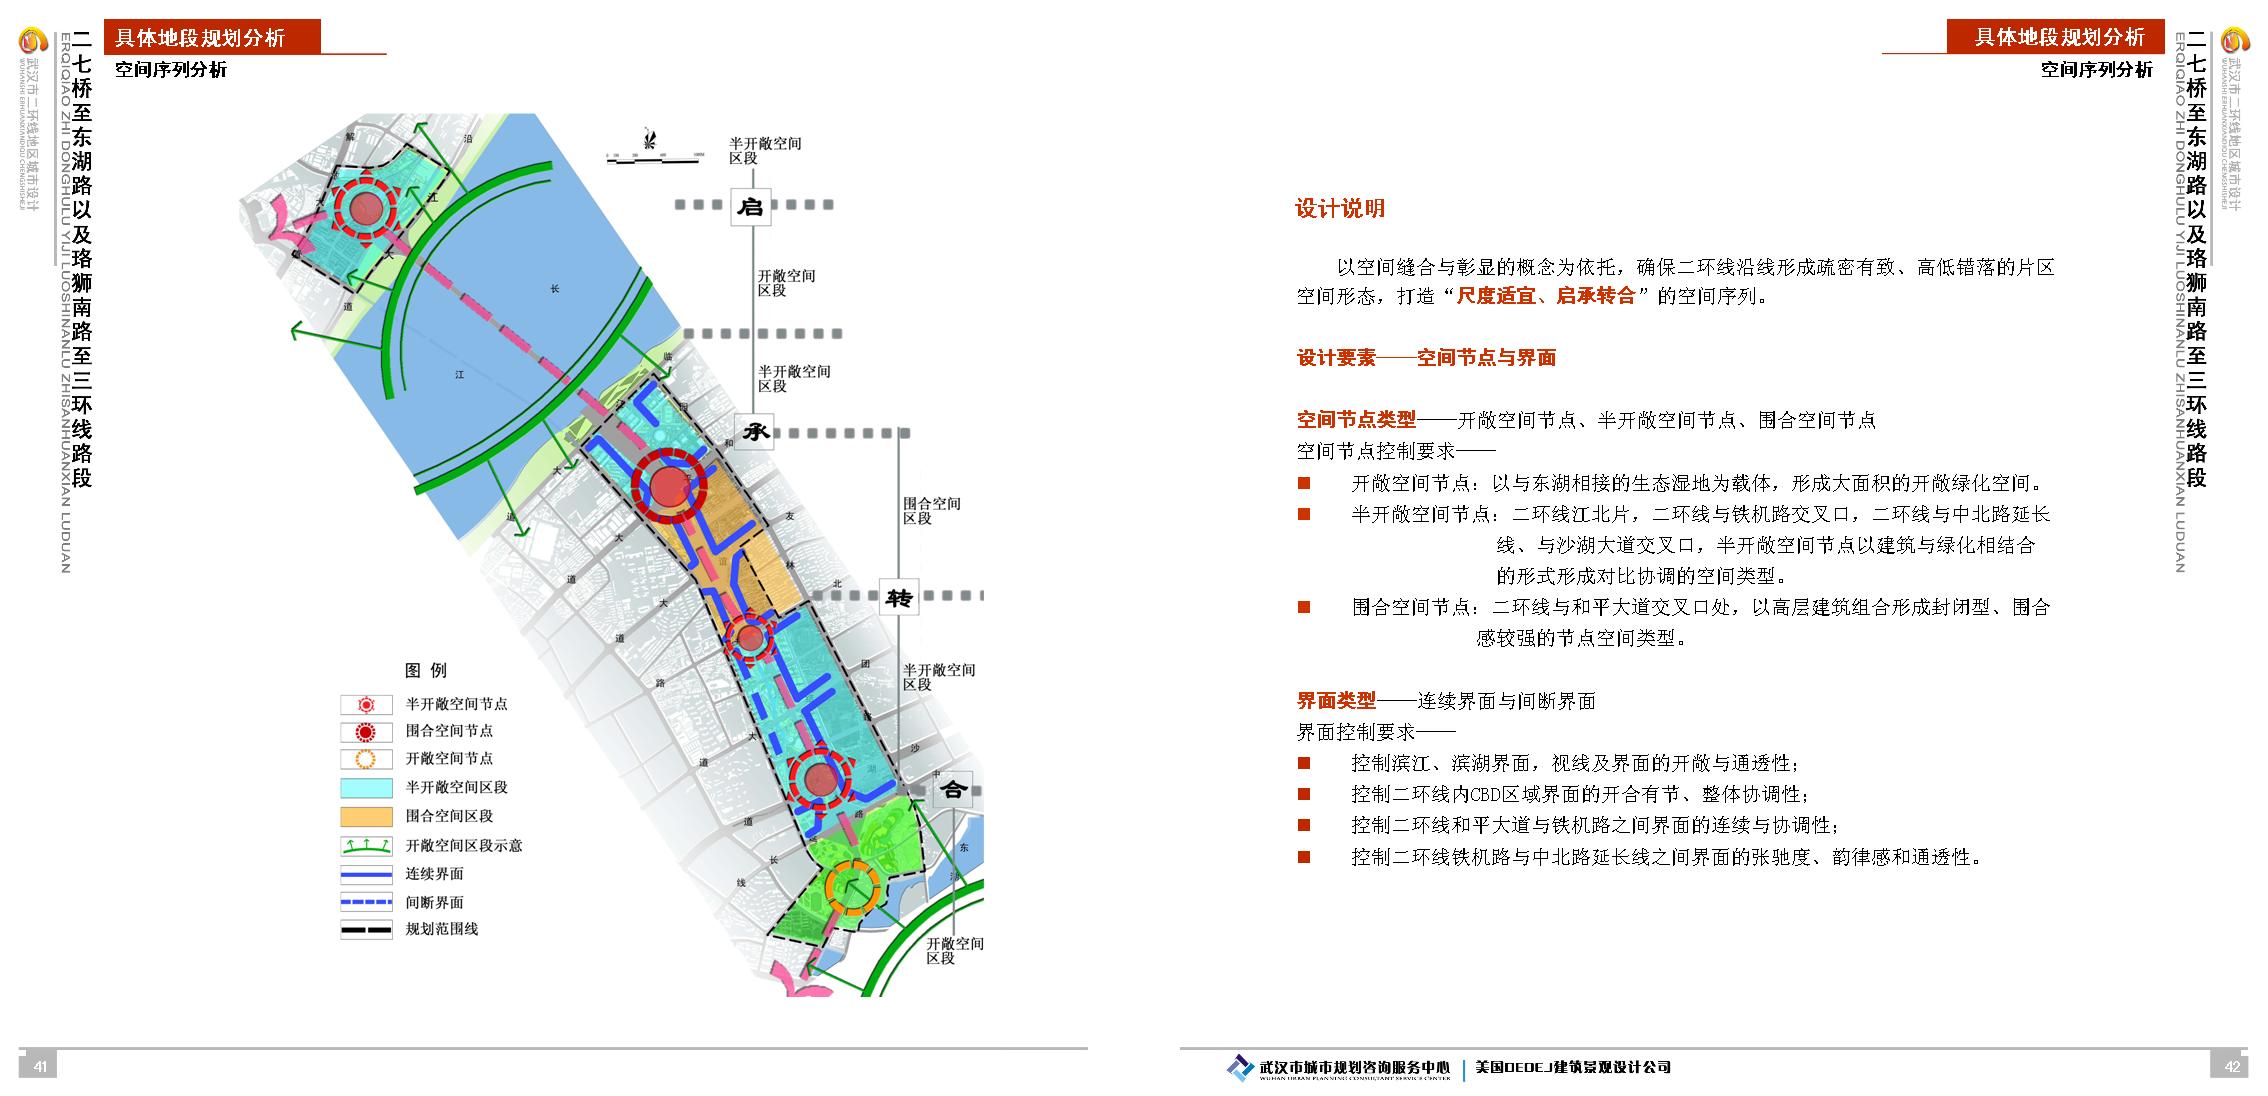 具体地段规划分析
空间序列分析
二七桥至东湖路以及珞狮南路至三环线路段
ERQIQIAO ZHI DONGHULU YIJI LUOSHINANLU ZHISANHUANXIAN LUDUAN
武汉市二环线地区城市设计
半开敞空间
区段
启
开敞空间
区段
半开敞空间
区段
承
围合空间
区段
转
半开敞空间
区段
合
开敞空间
区段
解
沿
江
大
道
长
江
临
和
友
林
北
团
沙
中
东
湖
大
道
大
道
大
道
路
大
道
道
长
线
路
图 例
半开敞空间节点
围合空间节点
开敞空间节点
半开敞空间区段
围合空间区段
开敞空间区段示意
连续界面
间断界面
规划范围线
41
具体地段规划分析
空间序列分析
二七桥至东湖路以及珞狮南路至三环线路段
ERQIQIAO ZHI DONGHULU YIJI LUOSHINANLU ZHISANHUANXIAN LUDUAN
武汉市二环线地区城市设计
设计说明
以空间缝合与彰显的概念为依托，确保二环线沿线形成疏密有致、高低错落的片区
空间形态，打造“尺度适宜、启承转合”的空间序列。
设计要素——空间节点与界面
空间节点类型——开敞空间节点、半开敞空间节点、围合空间节点
空间节点控制要求——
■ 开敞空间节点：以与东湖相接的生态湿地为载体，形成大面积的开敞绿化空间。
■ 半开敞空间节点：二环线江北片，二环线与铁机路交叉口，二环线与中北路延长
线、与沙湖大道交叉口，半开敞空间节点以建筑与绿化相结合
的形式形成对比协调的空间类型。
■ 围合空间节点：二环线与和平大道交叉口处，以高层建筑组合形成封闭型、围合
感较强的节点空间类型。
界面类型——连续界面与间断界面
界面控制要求——
■ 控制滨江、滨湖界面，视线及界面的开敞与通透性；
■ 控制二环线内CBD区域界面的开合有节、整体协调性；
■ 控制二环线和平大道与铁机路之间界面的连续与协调性；
■ 控制二环线铁机路与中北路延长线之间界面的张驰度、韵律感和通透性。
武汉市城市规划咨询服务中心
WUHAN URBAN PLANNING CONSULTANT SERVICE CENTER
美国DEDEJ建筑景观设计公司
42